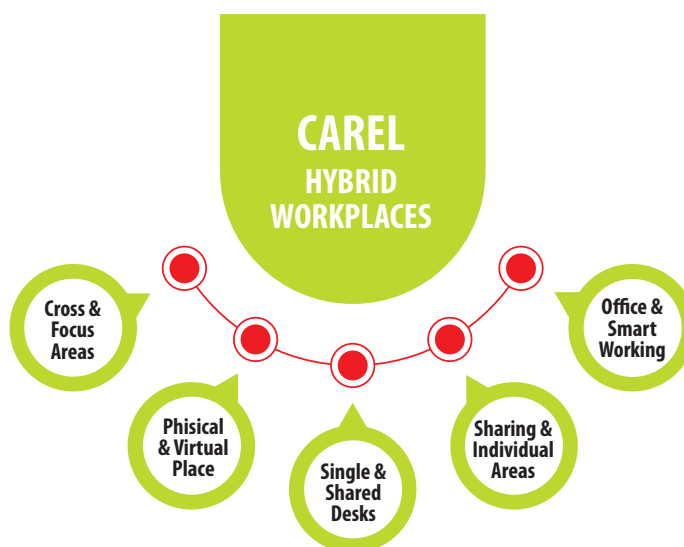 CAREL
HYBRID
WORKPLACES
Cross &
Focus
Areas
Phisical
& Virtual
Place
Single &
Shared
Desks
Sharing &
Individual
Areas
Office &
Smart
Working